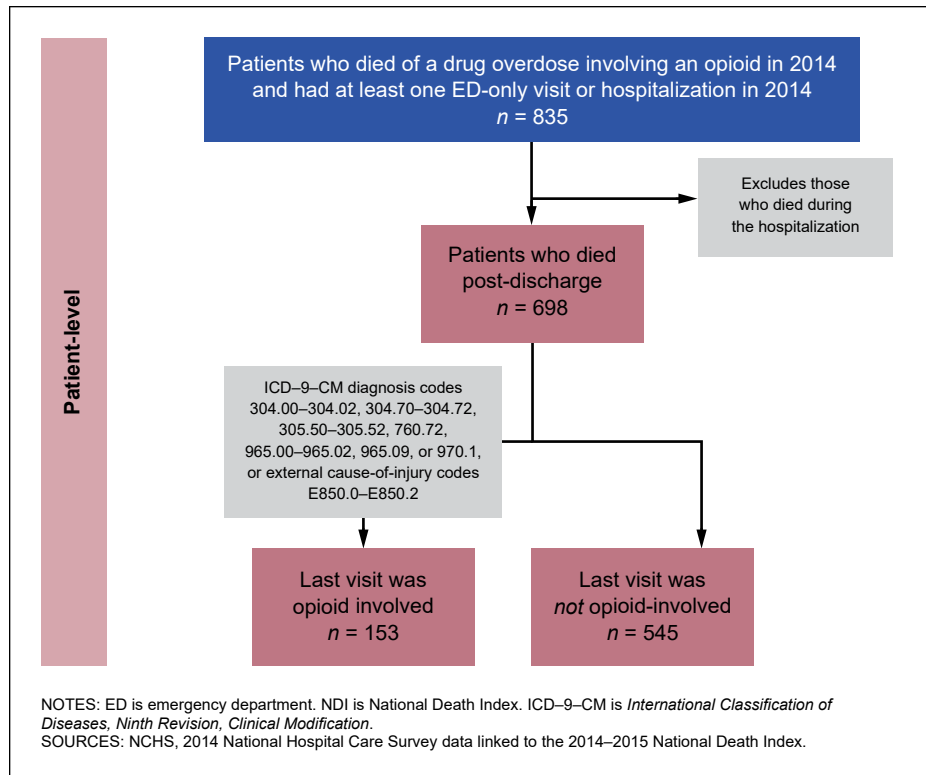 Patient-level
Patients who died of a drug overdose involving an opioid in 2014
and had at least one ED-only visit or hospitalization in 2014
n = 835
Excludes those
who died during
the hospitalization
Patients who died
post-discharge
n = 698
ICD–9–CM diagnosis codes
304.00–304.02, 304.70–304.72,
305.50–305.52, 760.72,
965.00–965.02, 965.09, or 970.1,
or external cause-of-injury codes
E850.0–E850.2
Last visit was
opioid involved
n = 153
Last visit was
not opioid-involved
n = 545
NOTES: ED is emergency department. NDI is National Death Index. ICD–9–CM is International Classification of
Diseases, Ninth Revision, Clinical Modification.
SOURCES: NCHS, 2014 National Hospital Care Survey data linked to the 2014–2015 National Death Index.